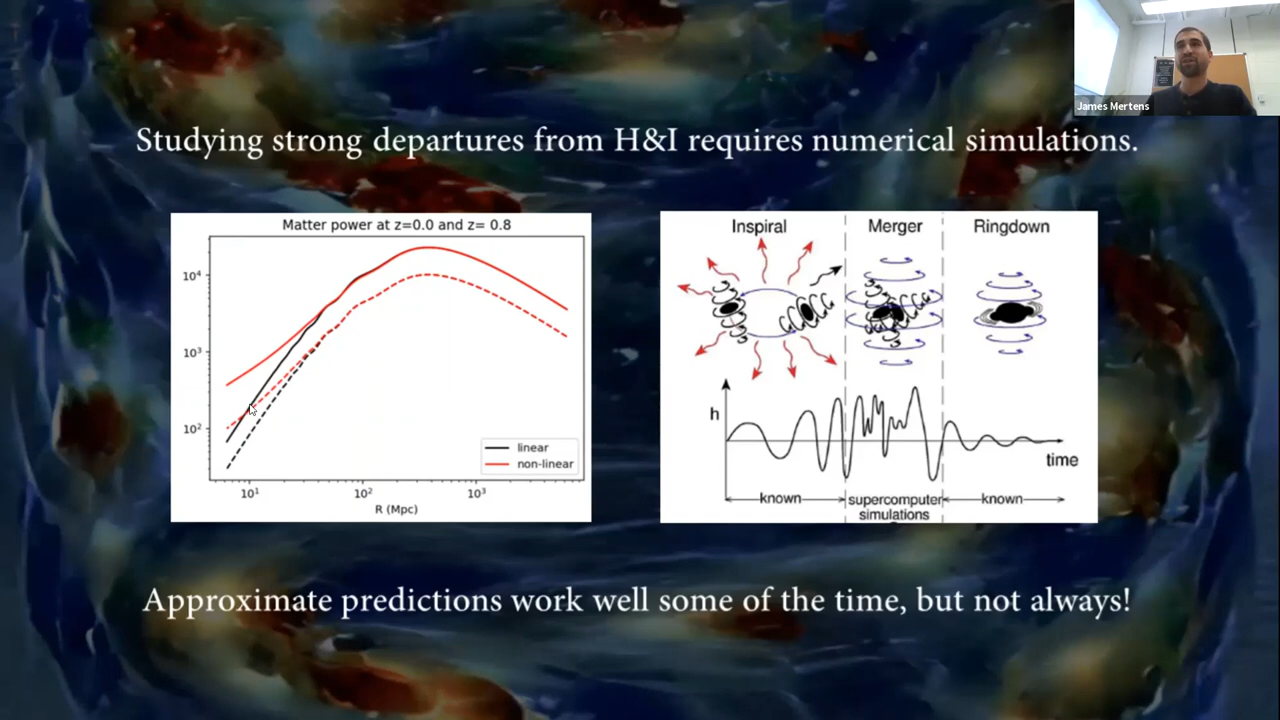 James Mertens
Studying strong departures from H&I requires numerical simulations.
Matter power at z=0.0 and z= 0.8
10⁴
10³
10²
10¹ 10² 10³
R (Mpc)
linear
non-linear
Inspiral Merger Ringdown
h
time
known supercomputer known
simulations
Approximate predictions work well some of the time, but not always!